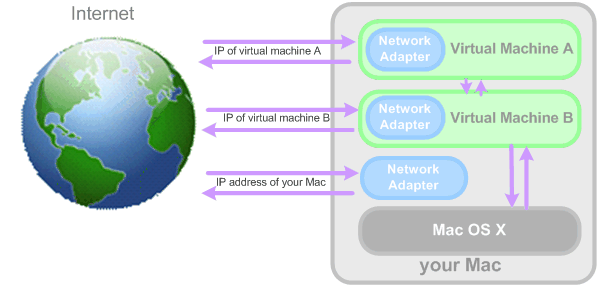 Internet
IP of virtual machine A
Network
Adapter
Virtual Machine A
IP of virtual machine B
Network
Adapter
Virtual Machine B
IP address of your Mac
Network
Adapter
Mac OS X
your Mac